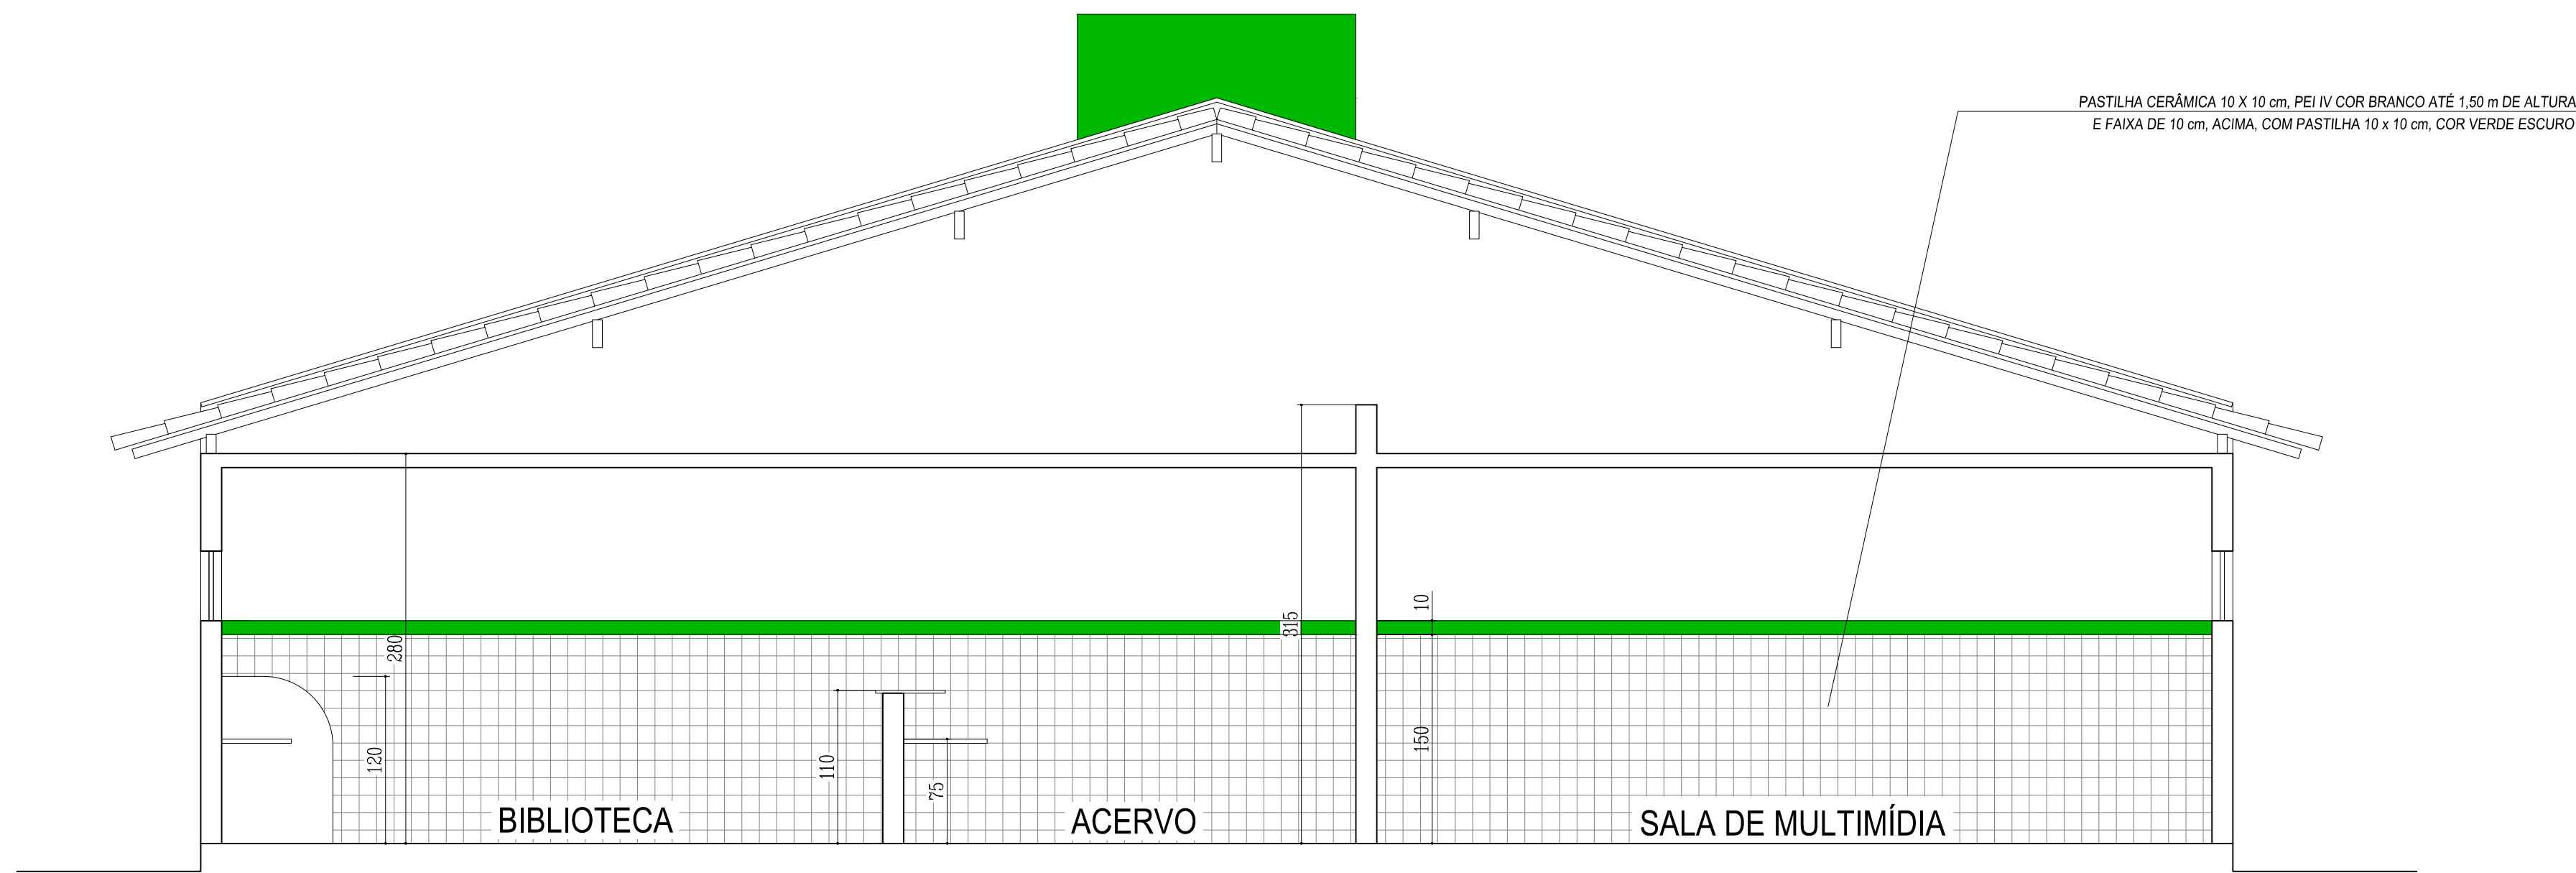 PASTILHA CERÂMICA 10 X 10 cm, PEI IV COR BRANCO ATÉ 1,50 m DE ALTURA
E FAIXA DE 10 cm, ACIMA, COM PASTILHA 10 x 10 cm, COR VERDE ESCURO
10
315
280
150
120
110
75
BIBLIOTECA
ACERVO
SALA DE MULTIMÍDIA